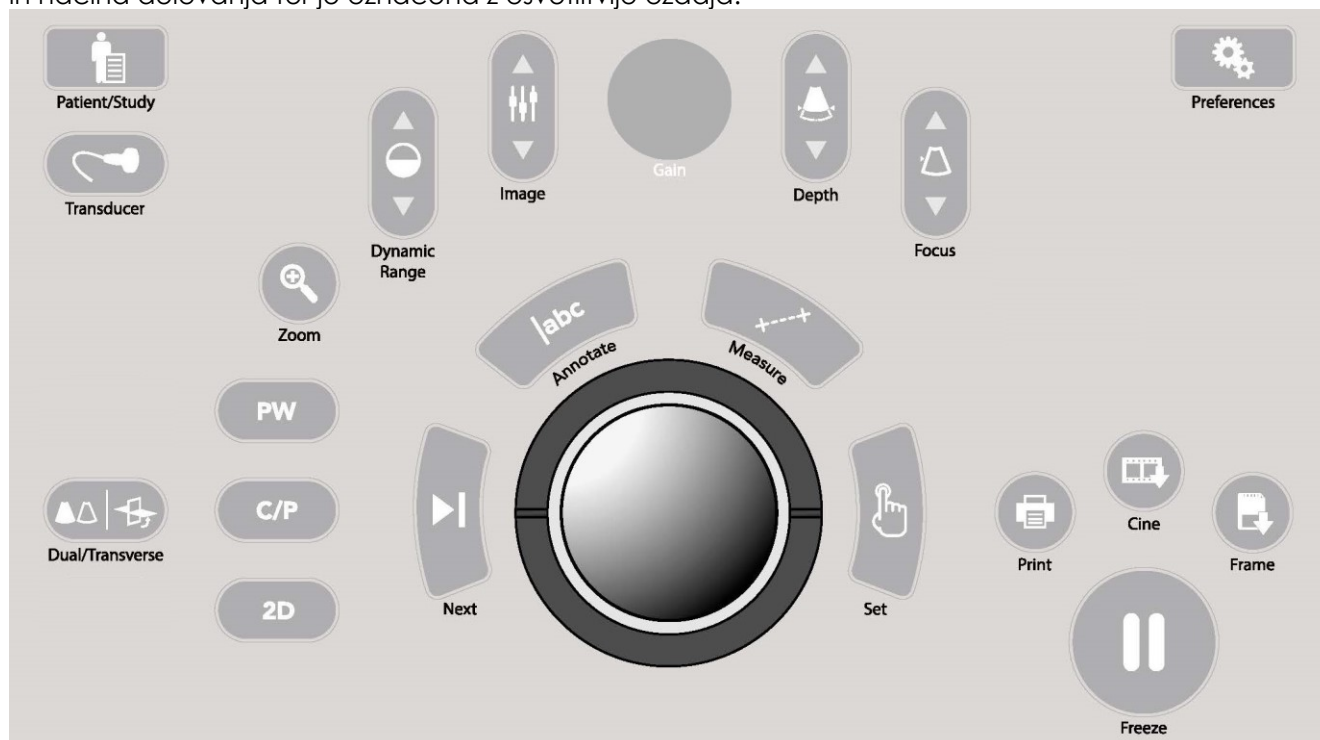 in načina delovanja ter je označena z osvetlitvijo ozadja.
Patient/Study
Preferences
Transducer
Image
Gain
Depth
Dynamic
Range
Focus
Zoom
|abc
Annotate
Measure
PW
C/P
2D
Dual/Transverse
Next
Set
Print
Cine
Frame
Freeze